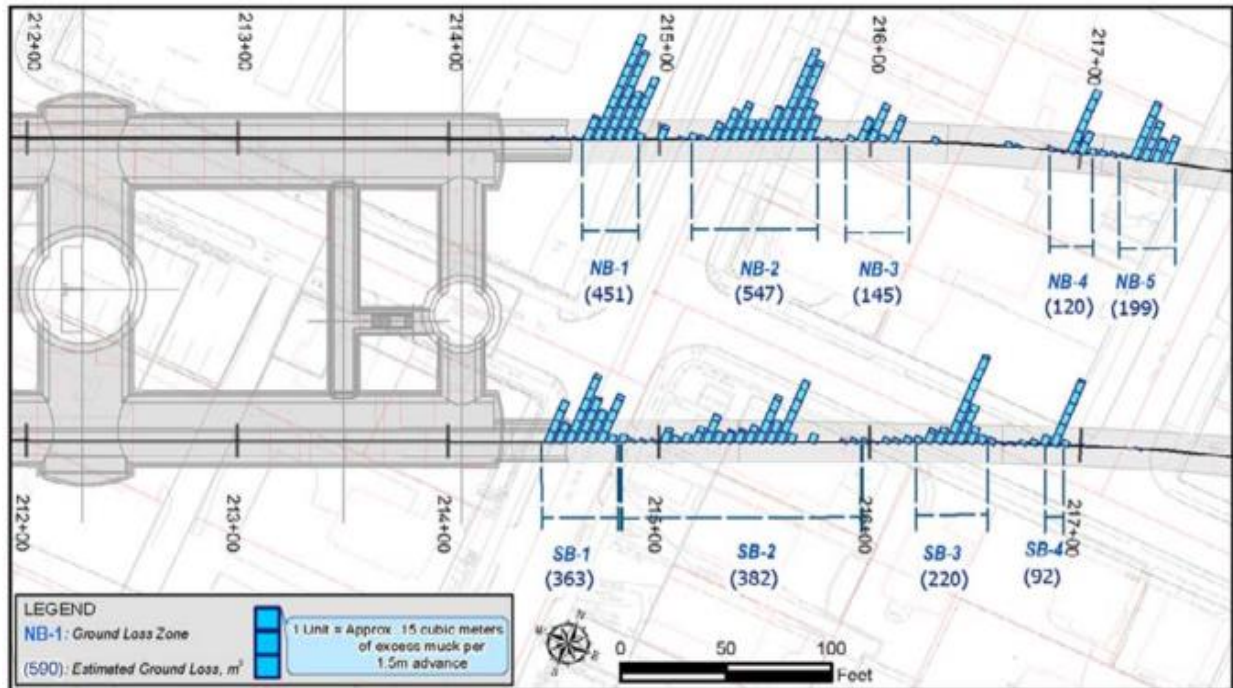 212+00
213+00
214+00
215+00
216+00
217+00
NB-1
(451)
NB-2
(547)
NB-3
(145)
NB-4
(120)
NB-5
(199)
212+00
213+00
214+00
215+00
216+00
217+00
SB-1
(363)
SB-2
(382)
SB-3
(220)
SB-4
(92)
LEGEND
NB-1: Ground Loss Zone
(590): Estimated Ground Loss, m³
1 Unit = Approx. 15 cubic meters
of excess muck per
1.5m advance
N
E
S
W
0 50 100
Feet